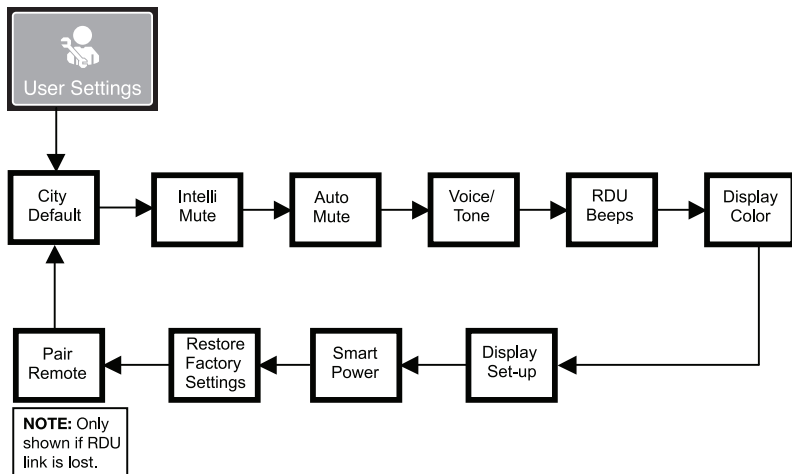 User Settings
City
Default
Intelli
Mute
Auto
Mute
Voice/
Tone
RDU
Beeps
Display
Color
Pair
Remote
Restore
Factory
Settings
Smart
Power
Display
Set-up
NOTE: Only
shown if RDU
link is lost.